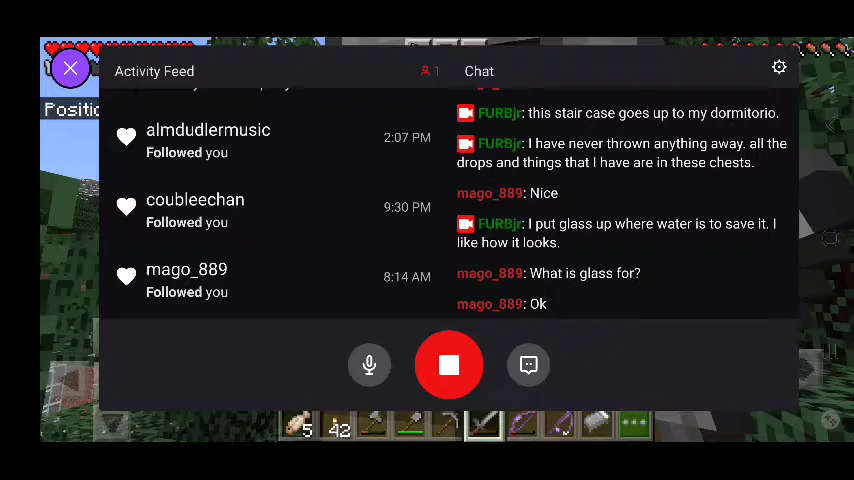 Activity Feed
1
Chat
Positio
almdudlermusic
Followed you
2:07 PM
coubleechan
Followed you
9:30 PM
mago_889
Followed you
8:14 AM
FURBjr: this stair case goes up to my dormitorio.
FURBjr: I have never thrown anything away. all the
drops and things that I have are in these chests.
mago_889: Nice
FURBjr: I put glass up where water is to save it. I
like how it looks.
mago_889: What is glass for?
mago_889: Ok
5
42